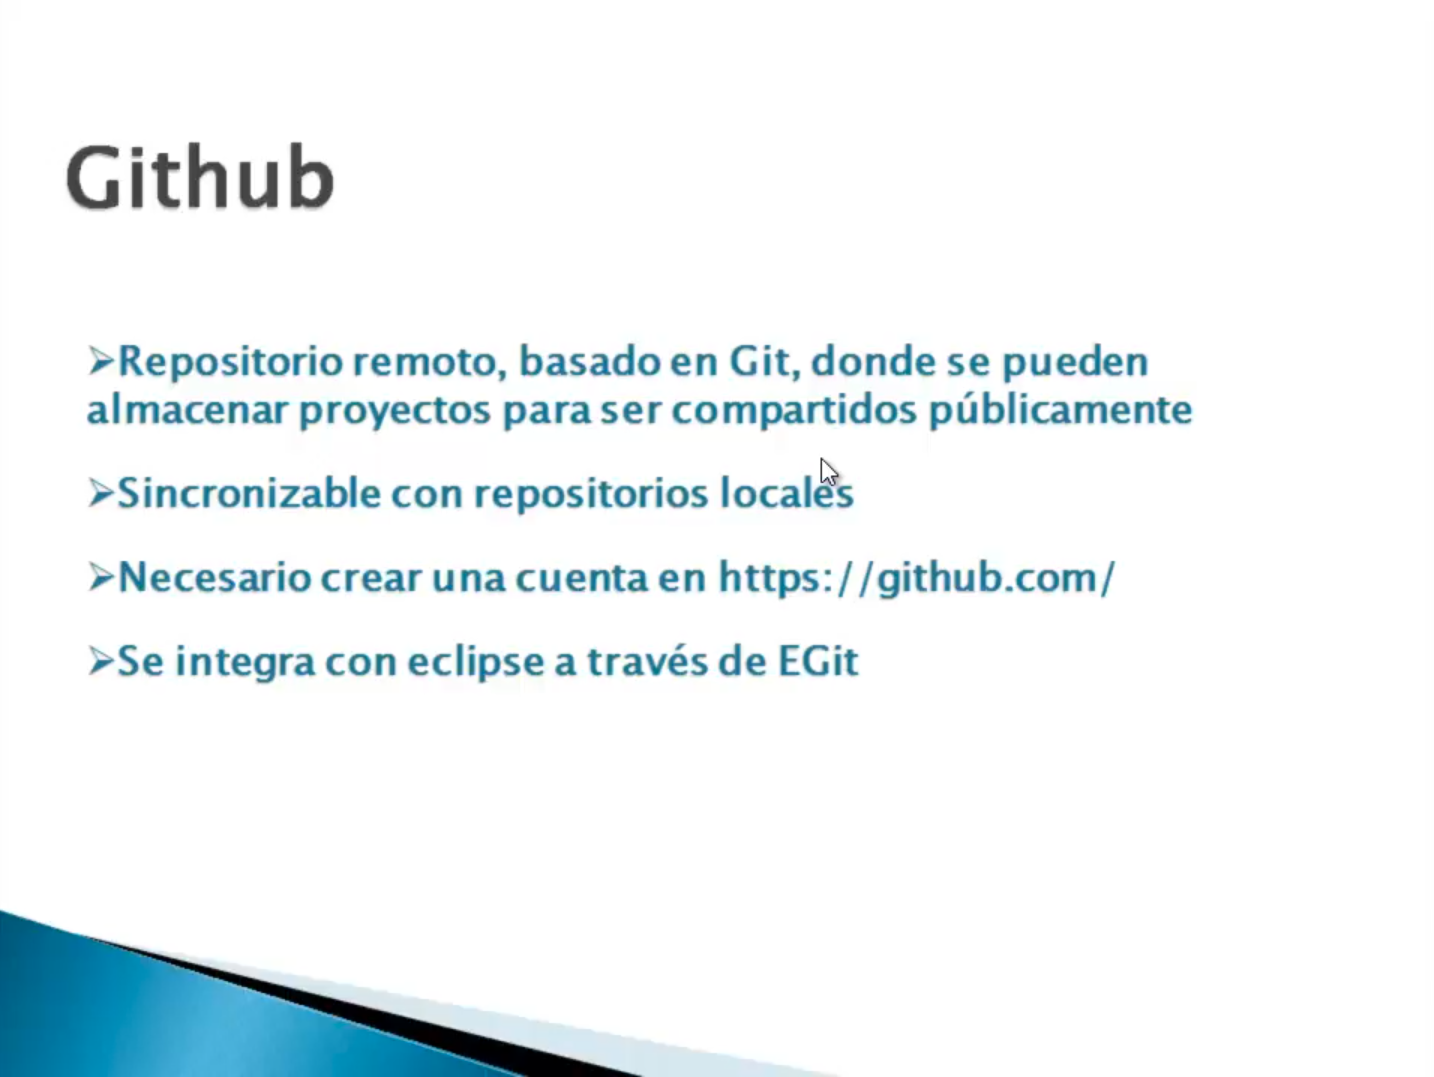 Github
➢Repositorio remoto, basado en Git, donde se pueden
almacenar proyectos para ser compartidos públicamente
➢Sincronizable con repositorios locales
➢Necesario crear una cuenta en https://github.com/
➢Se integra con eclipse a través de EGit